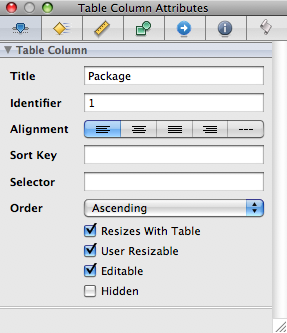 Table Column Attributes
Table Column
Title Package
Identifier 1
Alignment
Sort Key
Selector
Order Ascending
Resizes With Table
User Resizable
Editable
Hidden